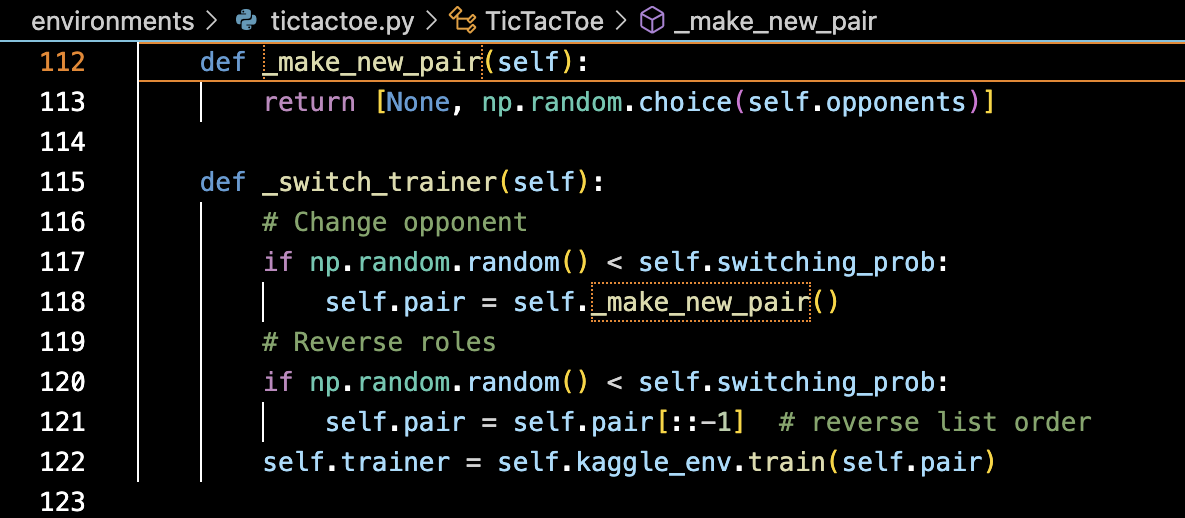 environments > tictactoe.py > TicTacToe > _make_new_pair
112 def _make_new_pair(self):
113 return [None, np.random.choice(self.opponents)]
114
115 def _switch_trainer(self):
116 # Change opponent
117 if np.random.random() < self.switching_prob:
118 self.pair = self._make_new_pair()
119 # Reverse roles
120 if np.random.random() < self.switching_prob:
121 self.pair = self.pair[::-1]  # reverse list order
122 self.trainer = self.kaggle_env.train(self.pair)
123